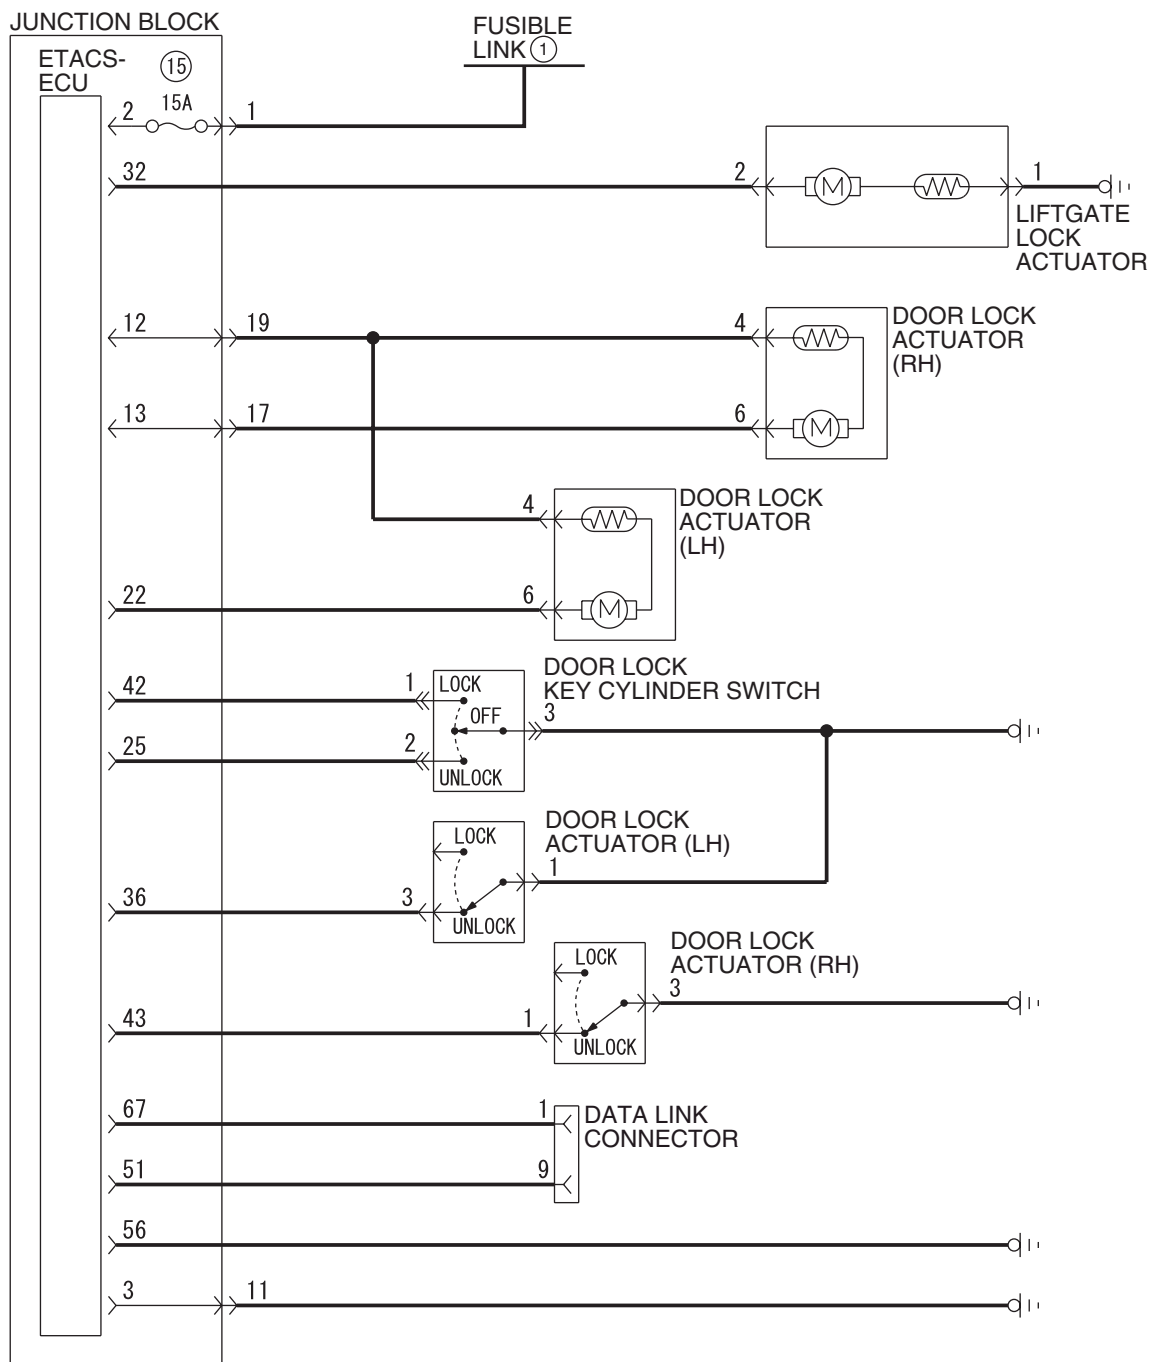 JUNCTION BLOCK
FUSIBLE
LINK 1
ETACS-
ECU
15
15A
2
1
32
2
M
1
LIFTGATE
LOCK
ACTUATOR
12
19
4
DOOR LOCK
ACTUATOR
(RH)
13
17
6
M
4
DOOR LOCK
ACTUATOR
(LH)
22
6
M
DOOR LOCK
KEY CYLINDER SWITCH
42
1
LOCK
OFF
3
25
2
UNLOCK
DOOR LOCK
ACTUATOR (LH)
LOCK
1
36
3
UNLOCK
DOOR LOCK
ACTUATOR (RH)
LOCK
3
43
1
UNLOCK
67
1
DATA LINK
CONNECTOR
51
9
56
3
11